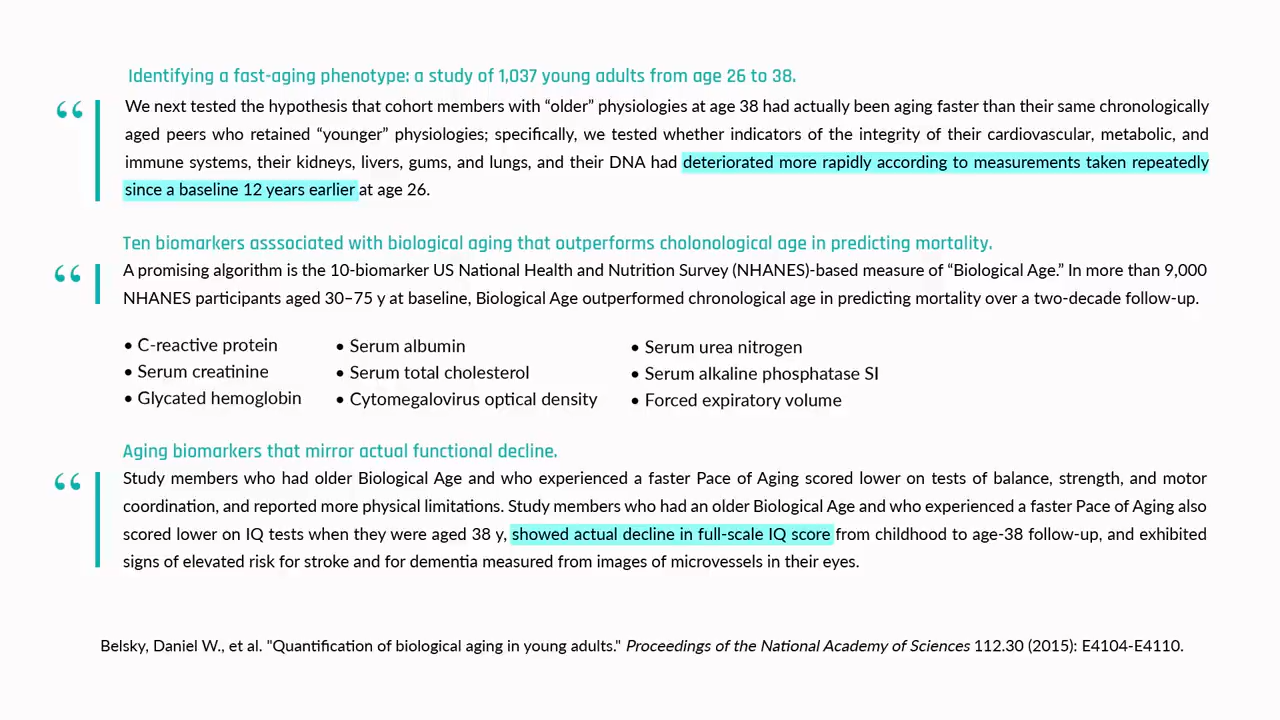 Identifying a fast-aging phenotype: a study of 1,037 young adults from age 26 to 38.
“
We next tested the hypothesis that cohort members with “older” physiologies at age 38 had actually been aging faster than their same chronologically
aged peers who retained “younger” physiologies; specifically, we tested whether indicators of the integrity of their cardiovascular, metabolic, and
immune systems, their kidneys, livers, gums, and lungs, and their DNA had deteriorated more rapidly according to measurements taken repeatedly
since a baseline 12 years earlier at age 26.
Ten biomarkers asssociated with biological aging that outperforms cholonological age in predicting mortality.
“
A promising algorithm is the 10-biomarker US National Health and Nutrition Survey (NHANES)-based measure of “Biological Age.” In more than 9,000
NHANES participants aged 30–75 y at baseline, Biological Age outperformed chronological age in predicting mortality over a two-decade follow-up.
• C-reactive protein
• Serum creatinine
• Glycated hemoglobin
• Serum albumin
• Serum total cholesterol
• Cytomegalovirus optical density
• Serum urea nitrogen
• Serum alkaline phosphatase SI
• Forced expiratory volume
Aging biomarkers that mirror actual functional decline.
“
Study members who had older Biological Age and who experienced a faster Pace of Aging scored lower on tests of balance, strength, and motor
coordination, and reported more physical limitations. Study members who had an older Biological Age and who experienced a faster Pace of Aging also
scored lower on IQ tests when they were aged 38 y, showed actual decline in full-scale IQ score from childhood to age-38 follow-up, and exhibited
signs of elevated risk for stroke and for dementia measured from images of microvessels in their eyes.
Belsky, Daniel W., et al. "Quantification of biological aging in young adults." Proceedings of the National Academy of Sciences 112.30 (2015): E4104-E4110.